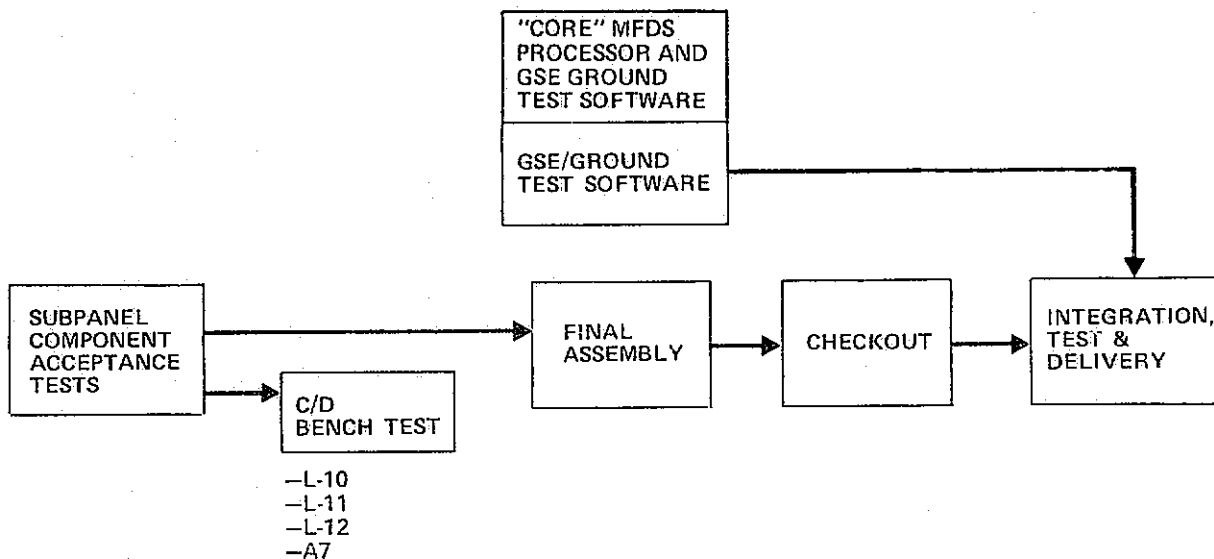 "CORE" MFDS
PROCESSOR AND
GSE GROUND
TEST SOFTWARE
GSE/GROUND
TEST SOFTWARE
SUBPANEL
COMPONENT
ACCEPTANCE
TESTS
C/D
BENCH TEST
—L-10
—L-11
—L-12
—A7
FINAL
ASSEMBLY
CHECKOUT
INTEGRATION,
TEST &
DELIVERY